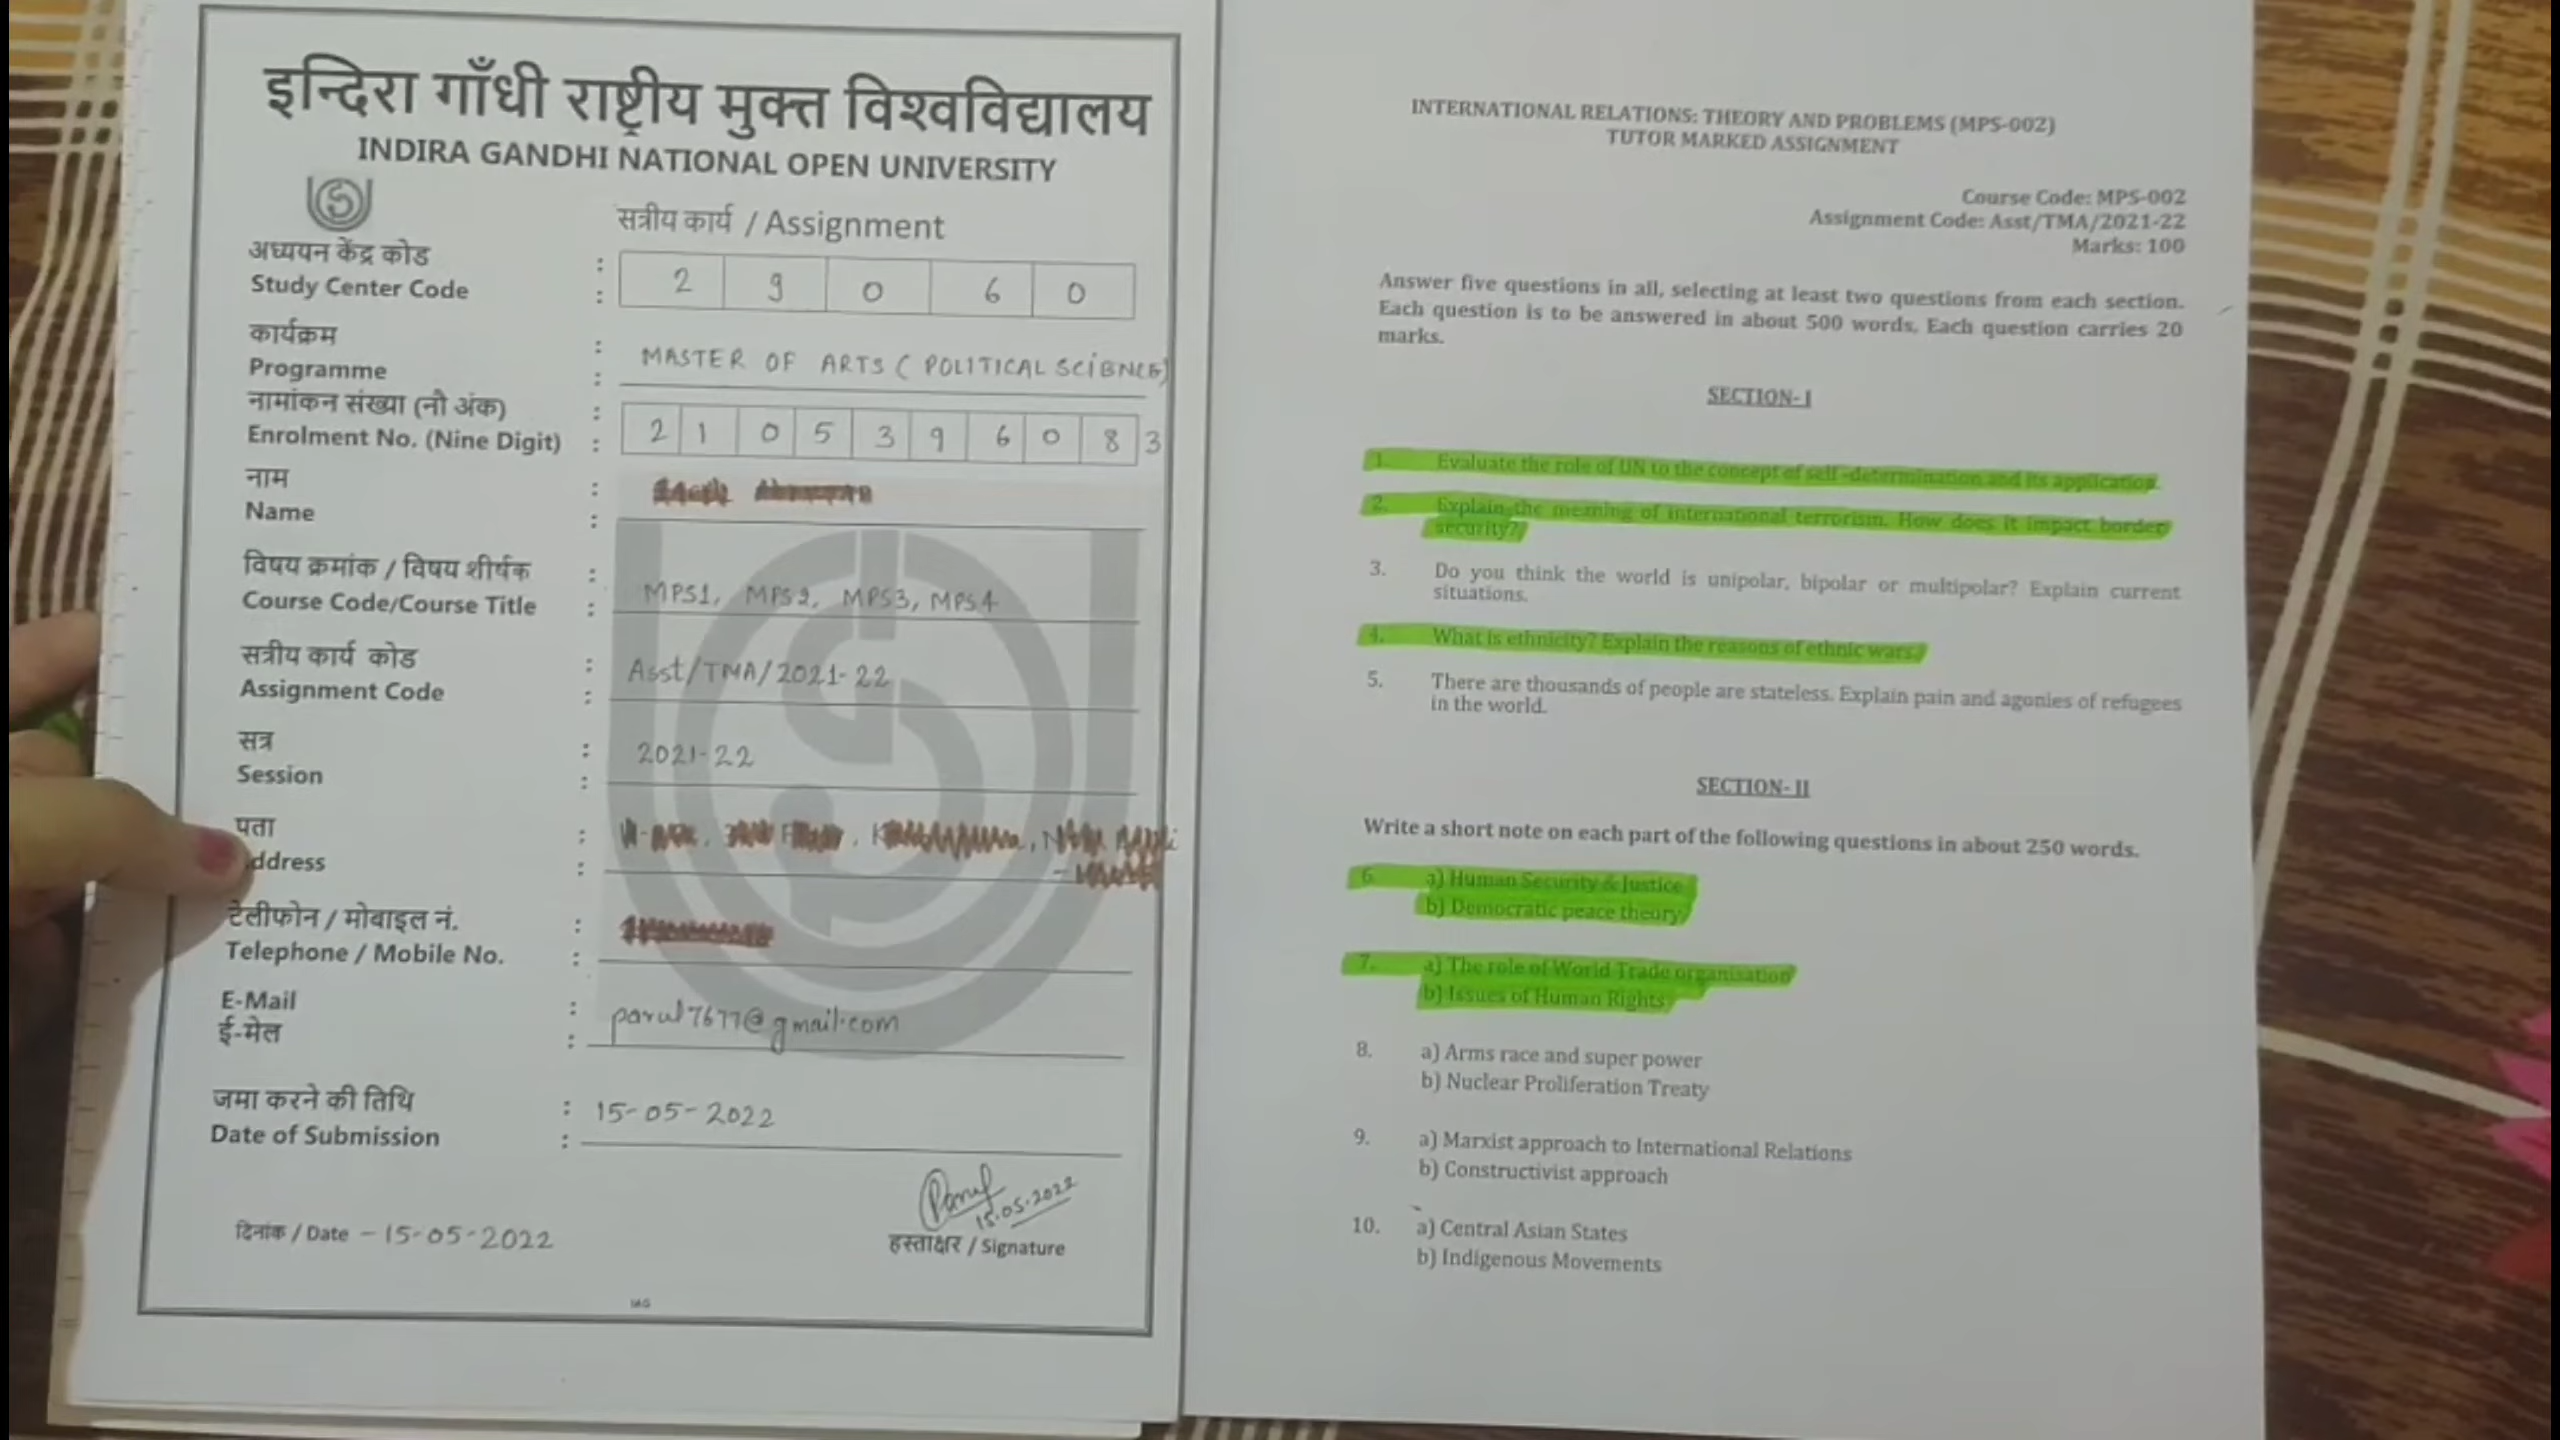 इन्दिरा गाँधी राष्ट्रीय मुक्त विश्वविद्यालय
INDIRA GANDHI NATIONAL OPEN UNIVERSITY
सत्रीय कार्य / Assignment
अध्ययन केंद्र कोड
Study Center Code : 2 9 0 6 0
कार्यक्रम
Programme : MASTER OF ARTS ( POLITICAL SCIENCE)
नामांकन संख्या (नौ अंक)
Enrolment No. (Nine Digit) : 2 1 0 5 3 9 6 0 8 3
नाम
Name :
विषय क्रमांक / विषय शीर्षक
Course Code/Course Title : MPS1, MPS2, MPS3, MPS4
सत्रीय कार्य कोड
Assignment Code : Asst/TMA/2021-22
सत्र
Session : 2021-22
पता
ddress :
टेलीफोन / मोबाइल नं.
Telephone / Mobile No. :
E-Mail
ई-मेल : parul7677@gmail.com
जमा करने की तिथि
Date of Submission : 15-05-2022
Parul
15.05.2022
दिनांक / Date - 15-05-2022
हस्ताक्षर / Signature
INTERNATIONAL RELATIONS: THEORY AND PROBLEMS (MPS-002)
TUTOR MARKED ASSIGNMENT
Course Code: MPS-002
Assignment Code: Asst/TMA/2021-22
Marks: 100
Answer five questions in all, selecting at least two questions from each section.
Each question is to be answered in about 500 words. Each question carries 20
marks.
SECTION- I
1. Evaluate the role of UN to the concept of self -determination and its application.
2. Explain the meaning of international terrorism. How does it impact border
security?
3. Do you think the world is unipolar, bipolar or multipolar? Explain current
situations.
4. What is ethnicity? Explain the reasons of ethnic wars.
5. There are thousands of people are stateless. Explain pain and agonies of refugees
in the world.
SECTION- II
Write a short note on each part of the following questions in about 250 words.
6. a) Human Security & Justice
b) Democratic peace theory
7. a) The role of World Trade organisation
b) Issues of Human Rights
8. a) Arms race and super power
b) Nuclear Proliferation Treaty
9. a) Marxist approach to International Relations
b) Constructivist approach
10. a) Central Asian States
b) Indigenous Movements